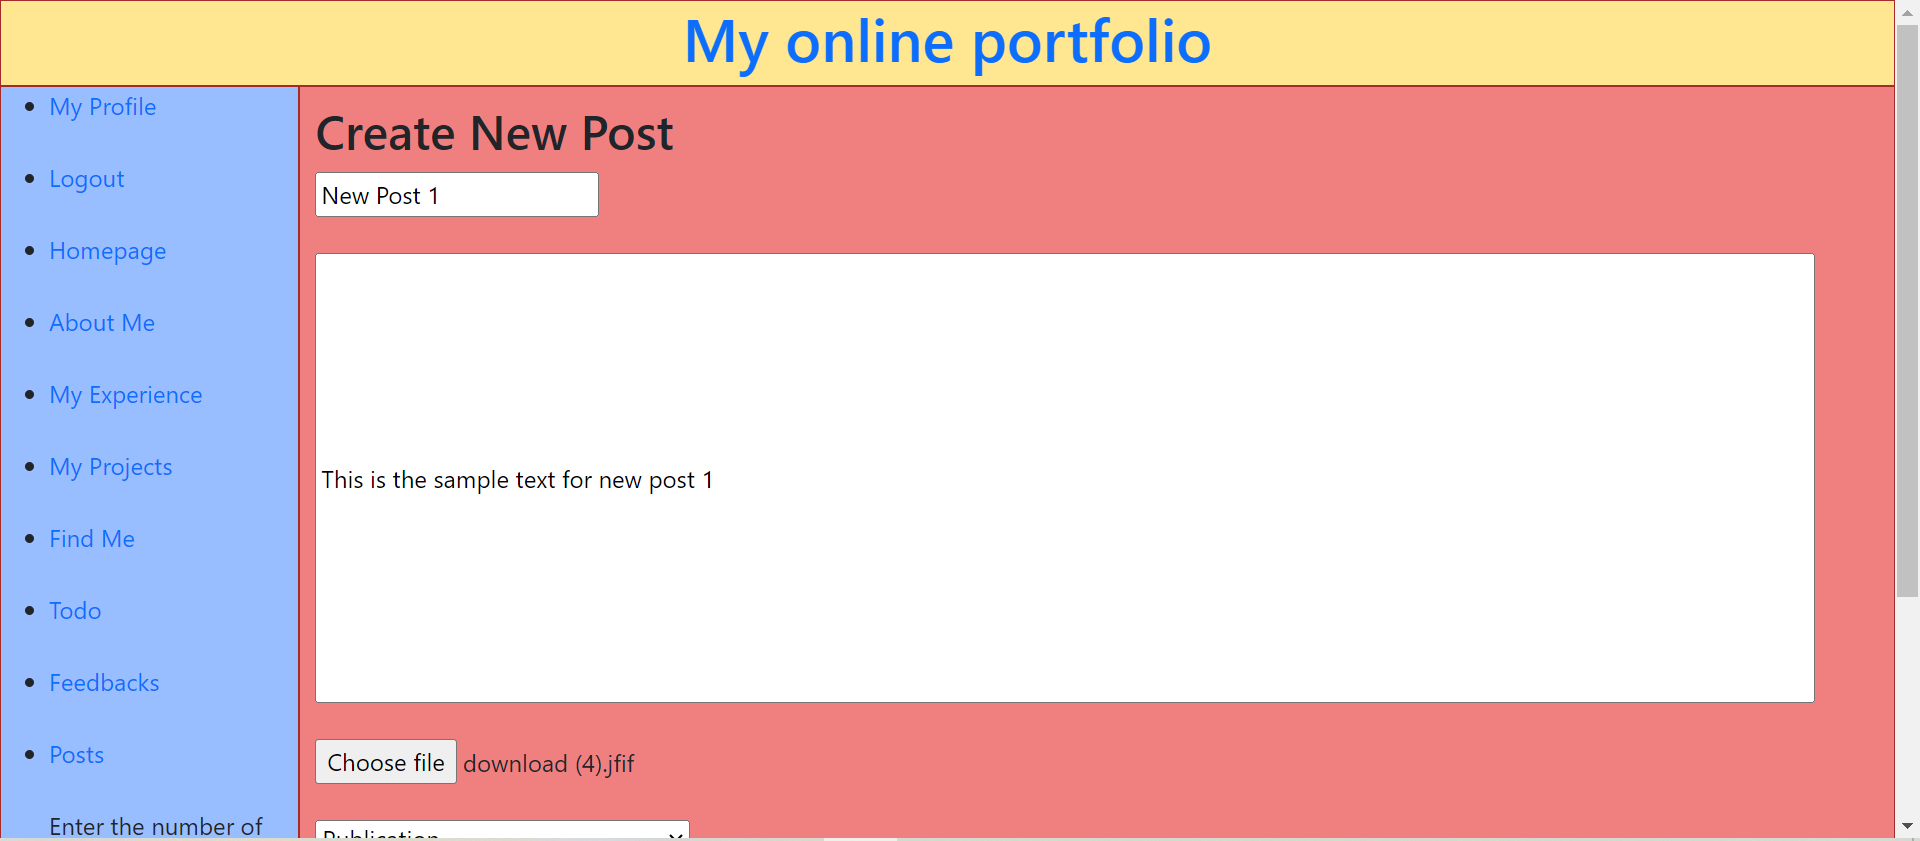 My online portfolio
My Profile
Logout
Homepage
About Me
My Experience
My Projects
Find Me
Todo
Feedbacks
Posts
Enter the number of
Create New Post
New Post 1
This is the sample text for new post 1
Choose file download (4).jfif
Publication